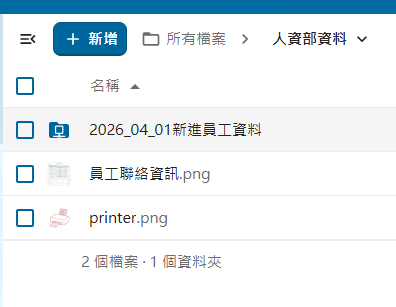 + 新增
所有檔案 > 人資部資料
名稱
2026_04_01新進員工資料
員工聯絡資訊.png
printer.png
2 個檔案 · 1 個資料夾